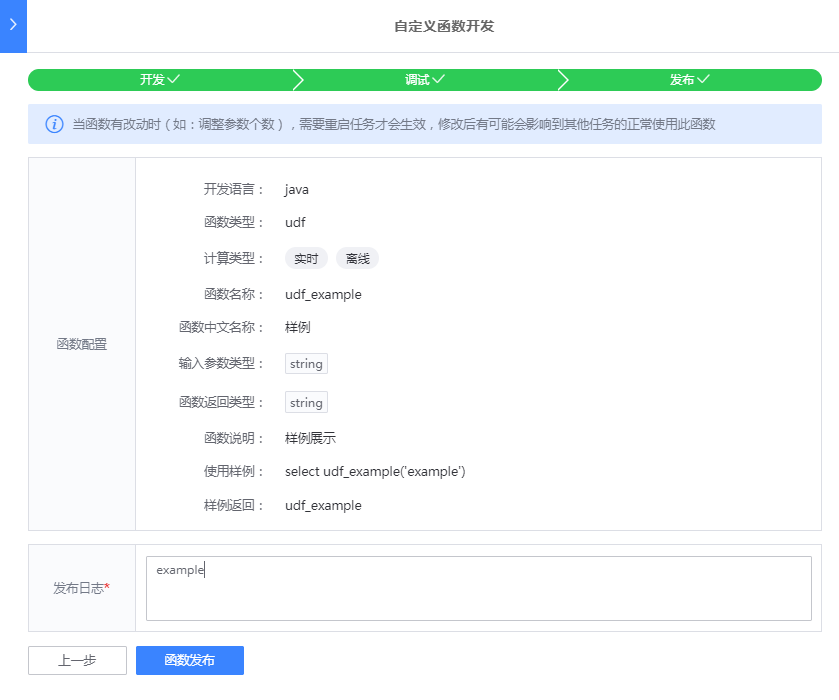 自定义函数开发
开发
调试
发布
当函数有改动时（如：调整参数个数），需要重启任务才会生效，修改后有可能会影响到其他任务的正常使用此函数
函数配置
开发语言： java
函数类型： udf
计算类型： 实时 离线
函数名称： udf_example
函数中文名称： 样例
输入参数类型： string
函数返回类型： string
函数说明： 样例展示
使用样例： select udf_example('example')
样例返回： udf_example
发布日志* example
上一步 函数发布